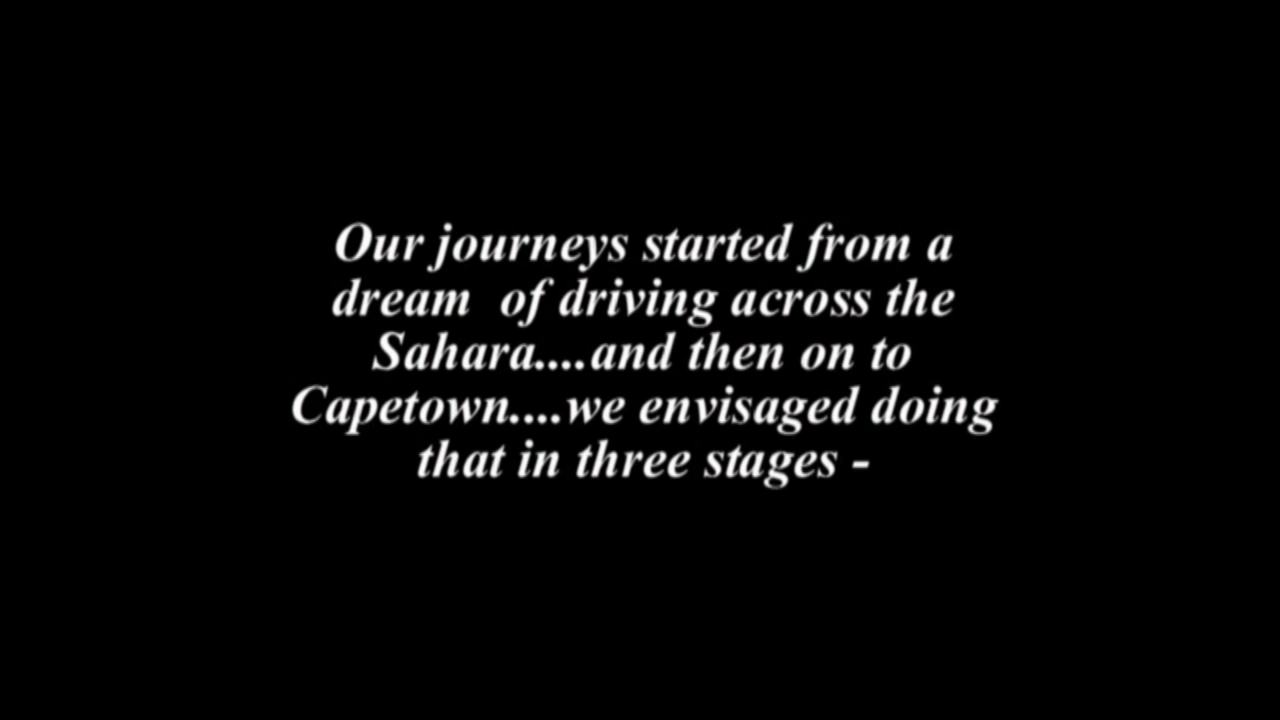 Our journeys started from a
dream  of driving across the
Sahara....and then on to
Capetown....we envisaged doing
that in three stages -